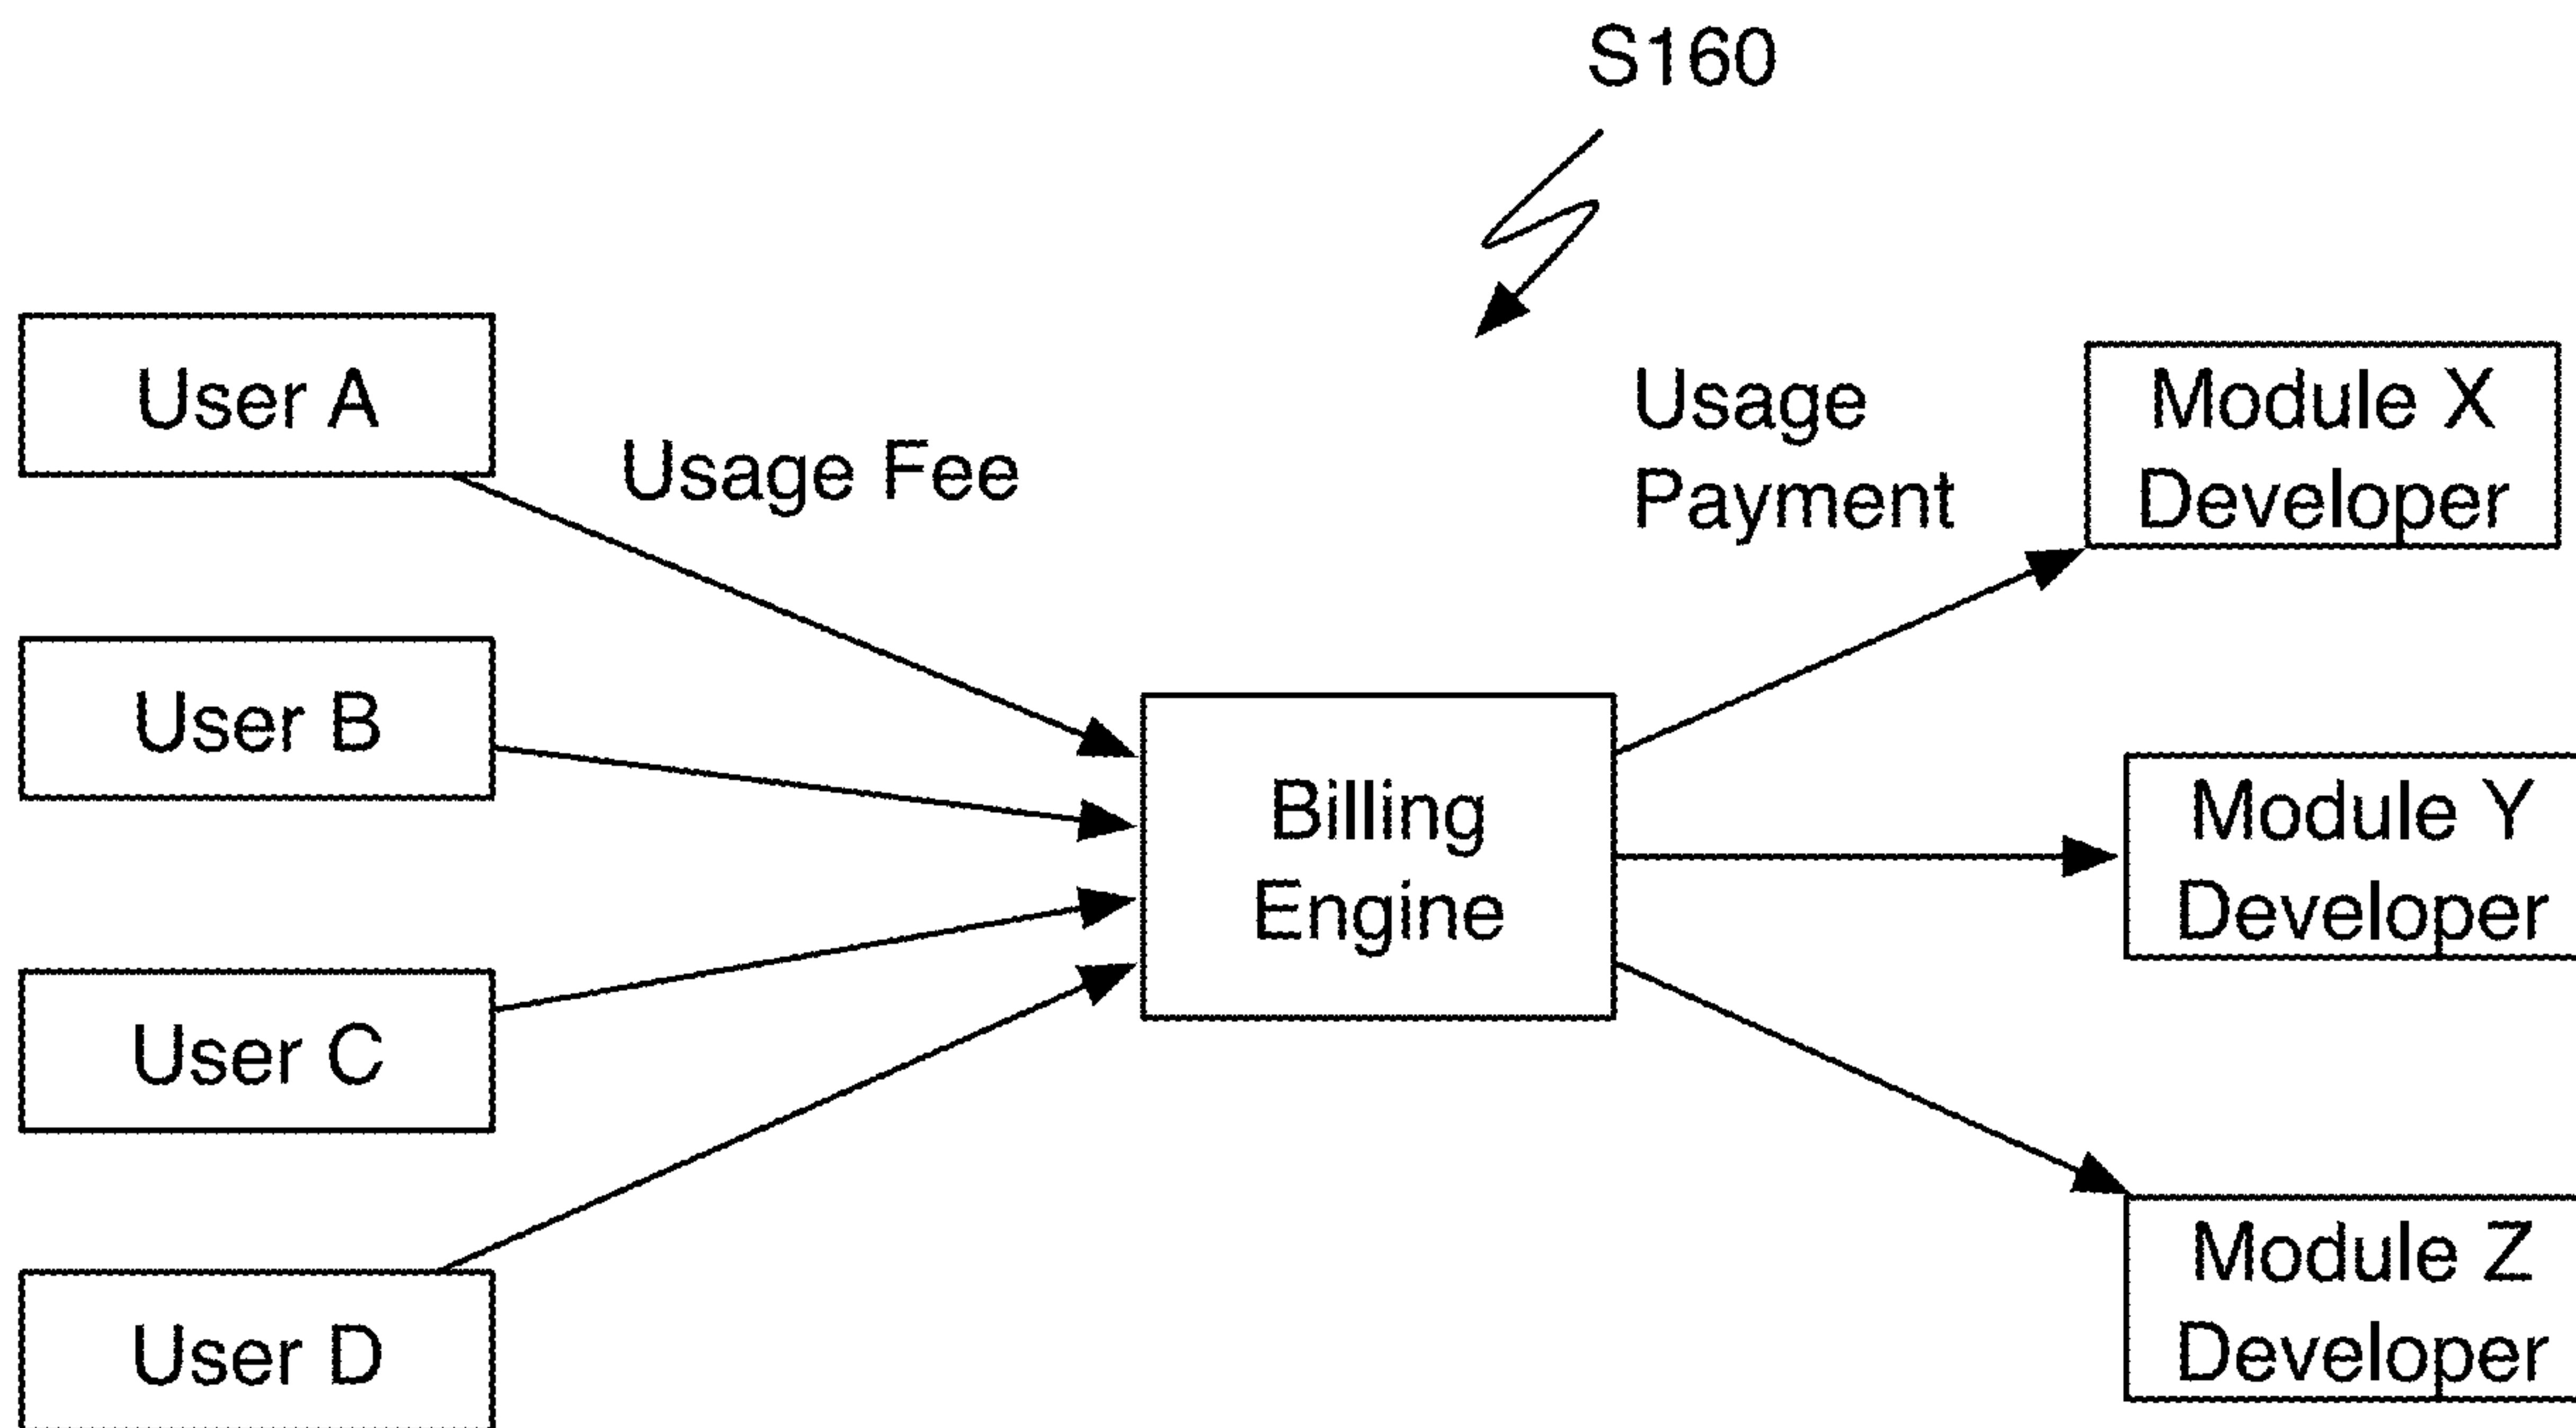 S160
User A
Usage Fee
Usage
Payment
Module X
Developer
User B
Billing
Engine
Module Y
Developer
User C
User D
Module Z
Developer